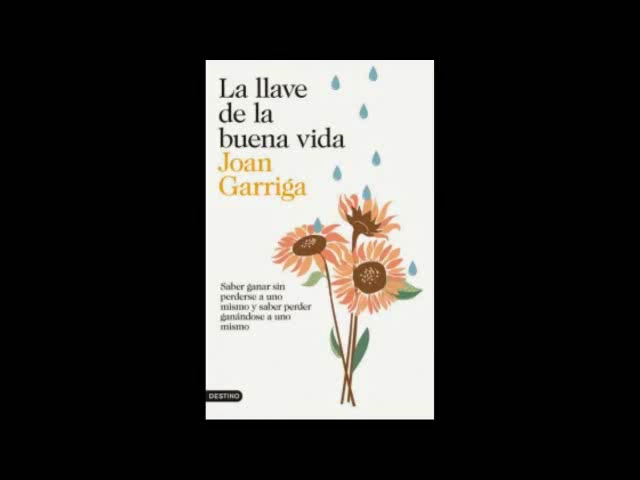 La llave
de la
buena vida
Joan
Garriga
Saber ganar sin
perderse a uno
mismo y saber perder
ganándose a uno
mismo
DESTINO